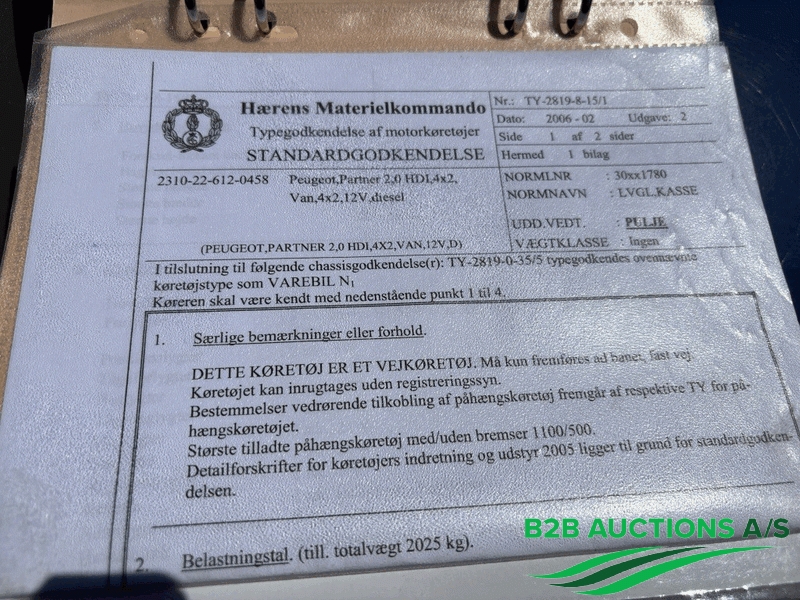 Hærens Materielkommando
Typegodkendelse af motorkøretøjer
STANDARDGODKENDELSE
Nr.: TY-2819-8-15/1
Dato: 2006 - 02 Udgave: 2
Side 1 af 2 sider
Hermed 1 bilag
2310-22-612-0458 Peugeot,Partner 2,0 HDI,4x2,
Van,4x2,12V,diesel
(PEUGEOT,PARTNER 2,0 HDI,4X2,VAN,12V,D)
NORMLNR : 30xx1780
NORMNAVN : LVGL,KASSE
UDD.VEDT. : PULJE
VÆGTKLASSE : Ingen
I tilslutning til følgende chassisgodkendelse(r): TY-2819-0-35/5 typegodkendes ovennævnte
køretøjstype som VAREBIL N1
Køreren skal være kendt med nedenstående punkt 1 til 4.
1. Særlige bemærkninger eller forhold.
DETTE KØRETØJ ER ET VEJKØRETØJ. Må kun fremføres ad banet, fast vej.
Køretøjet kan inrugtages uden registreringssyn.
Bestemmelser vedrørende tilkobling af påhængskøretøj fremgår af respektive TY for på-
hængskøretøjet.
Største tilladte påhængskøretøj med/uden bremser 1100/500.
Detailforskrifter for køretøjers indretning og udstyr 2005 ligger til grund for standardgodken-
delsen.
2. Belastningstal. (till. totalvægt 2025 kg).
B2B AUCTIONS A/S